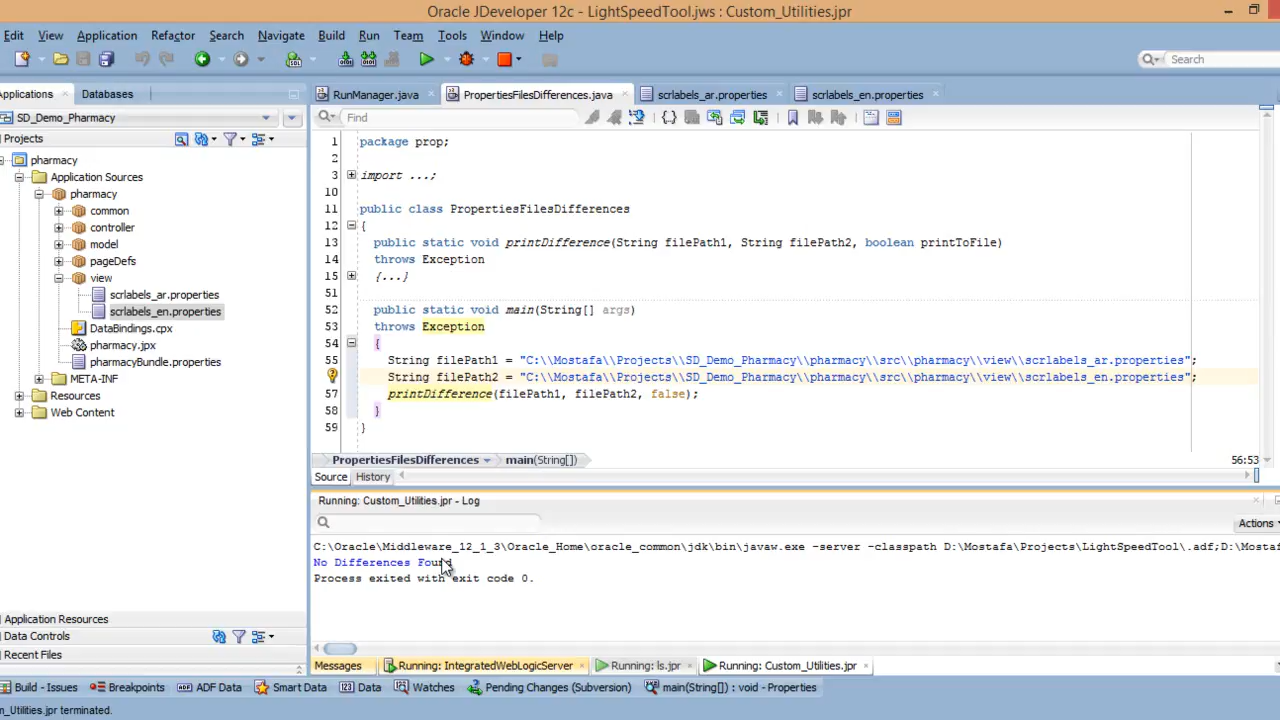 Oracle JDeveloper 12c - LightSpeedTool.jws : Custom_Utilities.jpr
Edit View Application Refactor Search Navigate Build Run Team Tools Window Help
Search
Applications Databases
SD_Demo_Pharmacy
Projects
pharmacy
Application Sources
pharmacy
common
controller
model
pageDefs
view
scrlabels_ar.properties
scrlabels_en.properties
DataBindings.cpx
pharmacy.jpx
pharmacyBundle.properties
META-INF
Resources
Web Content
Application Resources
Data Controls
Recent Files
RunManager.java PropertiesFilesDifferences.java scrlabels_ar.properties scrlabels_en.properties
Find
1 package prop;
2
3 import ...;
10
11 public class PropertiesFilesDifferences
12 {
13 public static void printDifference(String filePath1, String filePath2, boolean printToFile)
14 throws Exception
15 {...}
51
52 public static void main(String[] args)
53 throws Exception
54 {
55 String filePath1 = "C:\\Mostafa\\Projects\\SD_Demo_Pharmacy\\pharmacy\\src\\pharmacy\\view\\scrlabels_ar.properties";
String filePath2 = "C:\\Mostafa\\Projects\\SD_Demo_Pharmacy\\pharmacy\\src\\pharmacy\\view\\scrlabels_en.properties";
57 printDifference(filePath1, filePath2, false);
58 }
59 }
PropertiesFilesDifferences main(String[]) 56:53
Source History
Running: Custom_Utilities.jpr - Log
Actions
C:\Oracle\Middleware_12_1_3\Oracle_Home\oracle_common\jdk\bin\javaw.exe -server -classpath D:\Mostafa\Projects\LightSpeedTool\.adf;D:\Mosta
No Differences Found
Process exited with exit code 0.
Messages Running: IntegratedWebLogicServer Running: ls.jpr Running: Custom_Utilities.jpr
Build - Issues Breakpoints ADF Data Smart Data Data Watches Pending Changes (Subversion) main(String[]) : void - Properties
m_Utilities.jpr terminated.